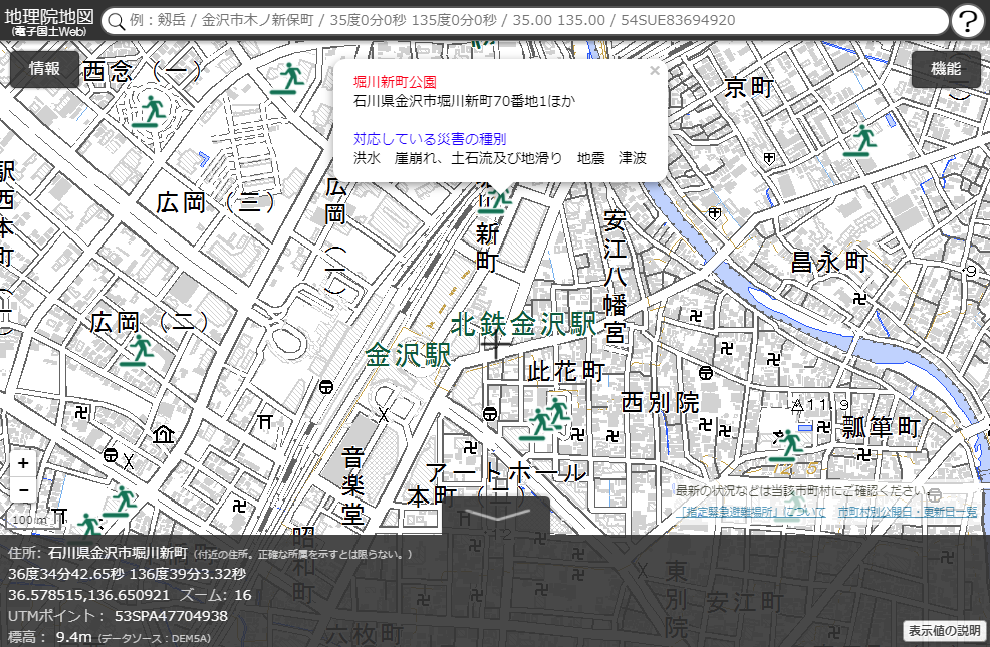 地理院地図
(電子国土Web)
例：剱岳 / 金沢市木ノ新保町 / 35度0分0秒 135度0分0秒 / 35.00 135.00 / 54SUE83694920
?
情報
機能
西念（一）
京町
堀川新町公園
×
石川県金沢市堀川新町70番地1ほか
対応している災害の種別
洪水　崖崩れ、土石流及び地滑り　地震　津波
駅西本町
広岡（三）
広岡（一）
新町
安江八幡宮
昌永町
広岡（二）
北鉄金沢駅
金沢駅
此花町
西別院
11.9
瓢箪町
音楽堂
アートホール
本町
12.5
+
−
100 m
最新の状況などは当該市町村にご確認ください。
「指定緊急避難場所」について　市町村別公開日・更新日一覧
昭和町
住所: 石川県金沢市堀川新町 (付近の住所。正確な所属を示すとは限らない。)
36度34分42.65秒 136度39分3.32秒
36.578515,136.650921 ズーム: 16
UTMポイント： 53SPA47704938
標高： 9.4m (データソース：DEM5A)
東別院
安江町
六枚町
表示値の説明